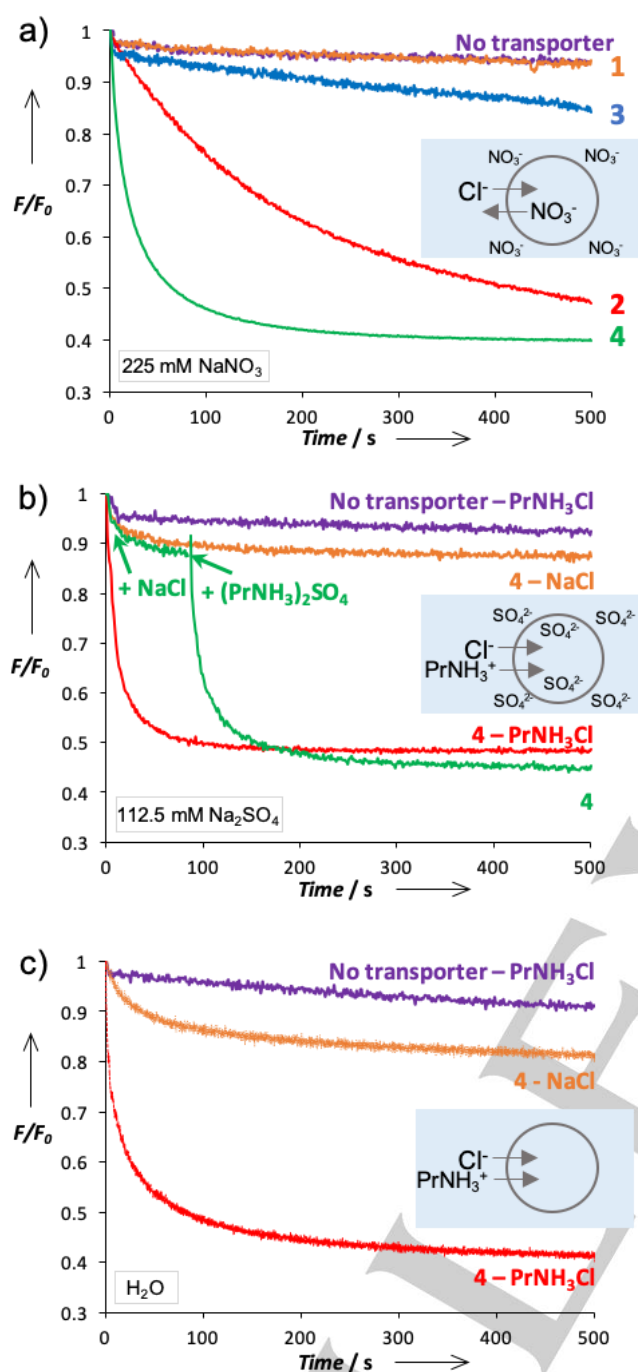 a)
1
0.9
0.8
0.7
0.6
0.5
0.4
0.3
F/F₀
No transporter
1
3
NO₃⁻ NO₃⁻
Cl⁻
NO₃⁻
NO₃⁻ NO₃⁻
2
4
225 mM NaNO₃
0 100 200 300 400 500
Time / s
b)
1
0.9
0.8
0.7
0.6
0.5
0.4
0.3
F/F₀
No transporter – PrNH₃Cl
4 – NaCl
+ NaCl + (PrNH₃)₂SO₄
SO₄²⁻ SO₄²⁻ SO₄²⁻
Cl⁻
PrNH₃⁺
SO₄²⁻
SO₄²⁻ SO₄²⁻
4 – PrNH₃Cl
4
112.5 mM Na₂SO₄
0 100 200 300 400 500
Time / s
c)
1
0.9
0.8
0.7
0.6
0.5
0.4
0.3
F/F₀
No transporter – PrNH₃Cl
4 - NaCl
Cl⁻
PrNH₃⁺
4 – PrNH₃Cl
H₂O
0 100 200 300 400 500
Time / s